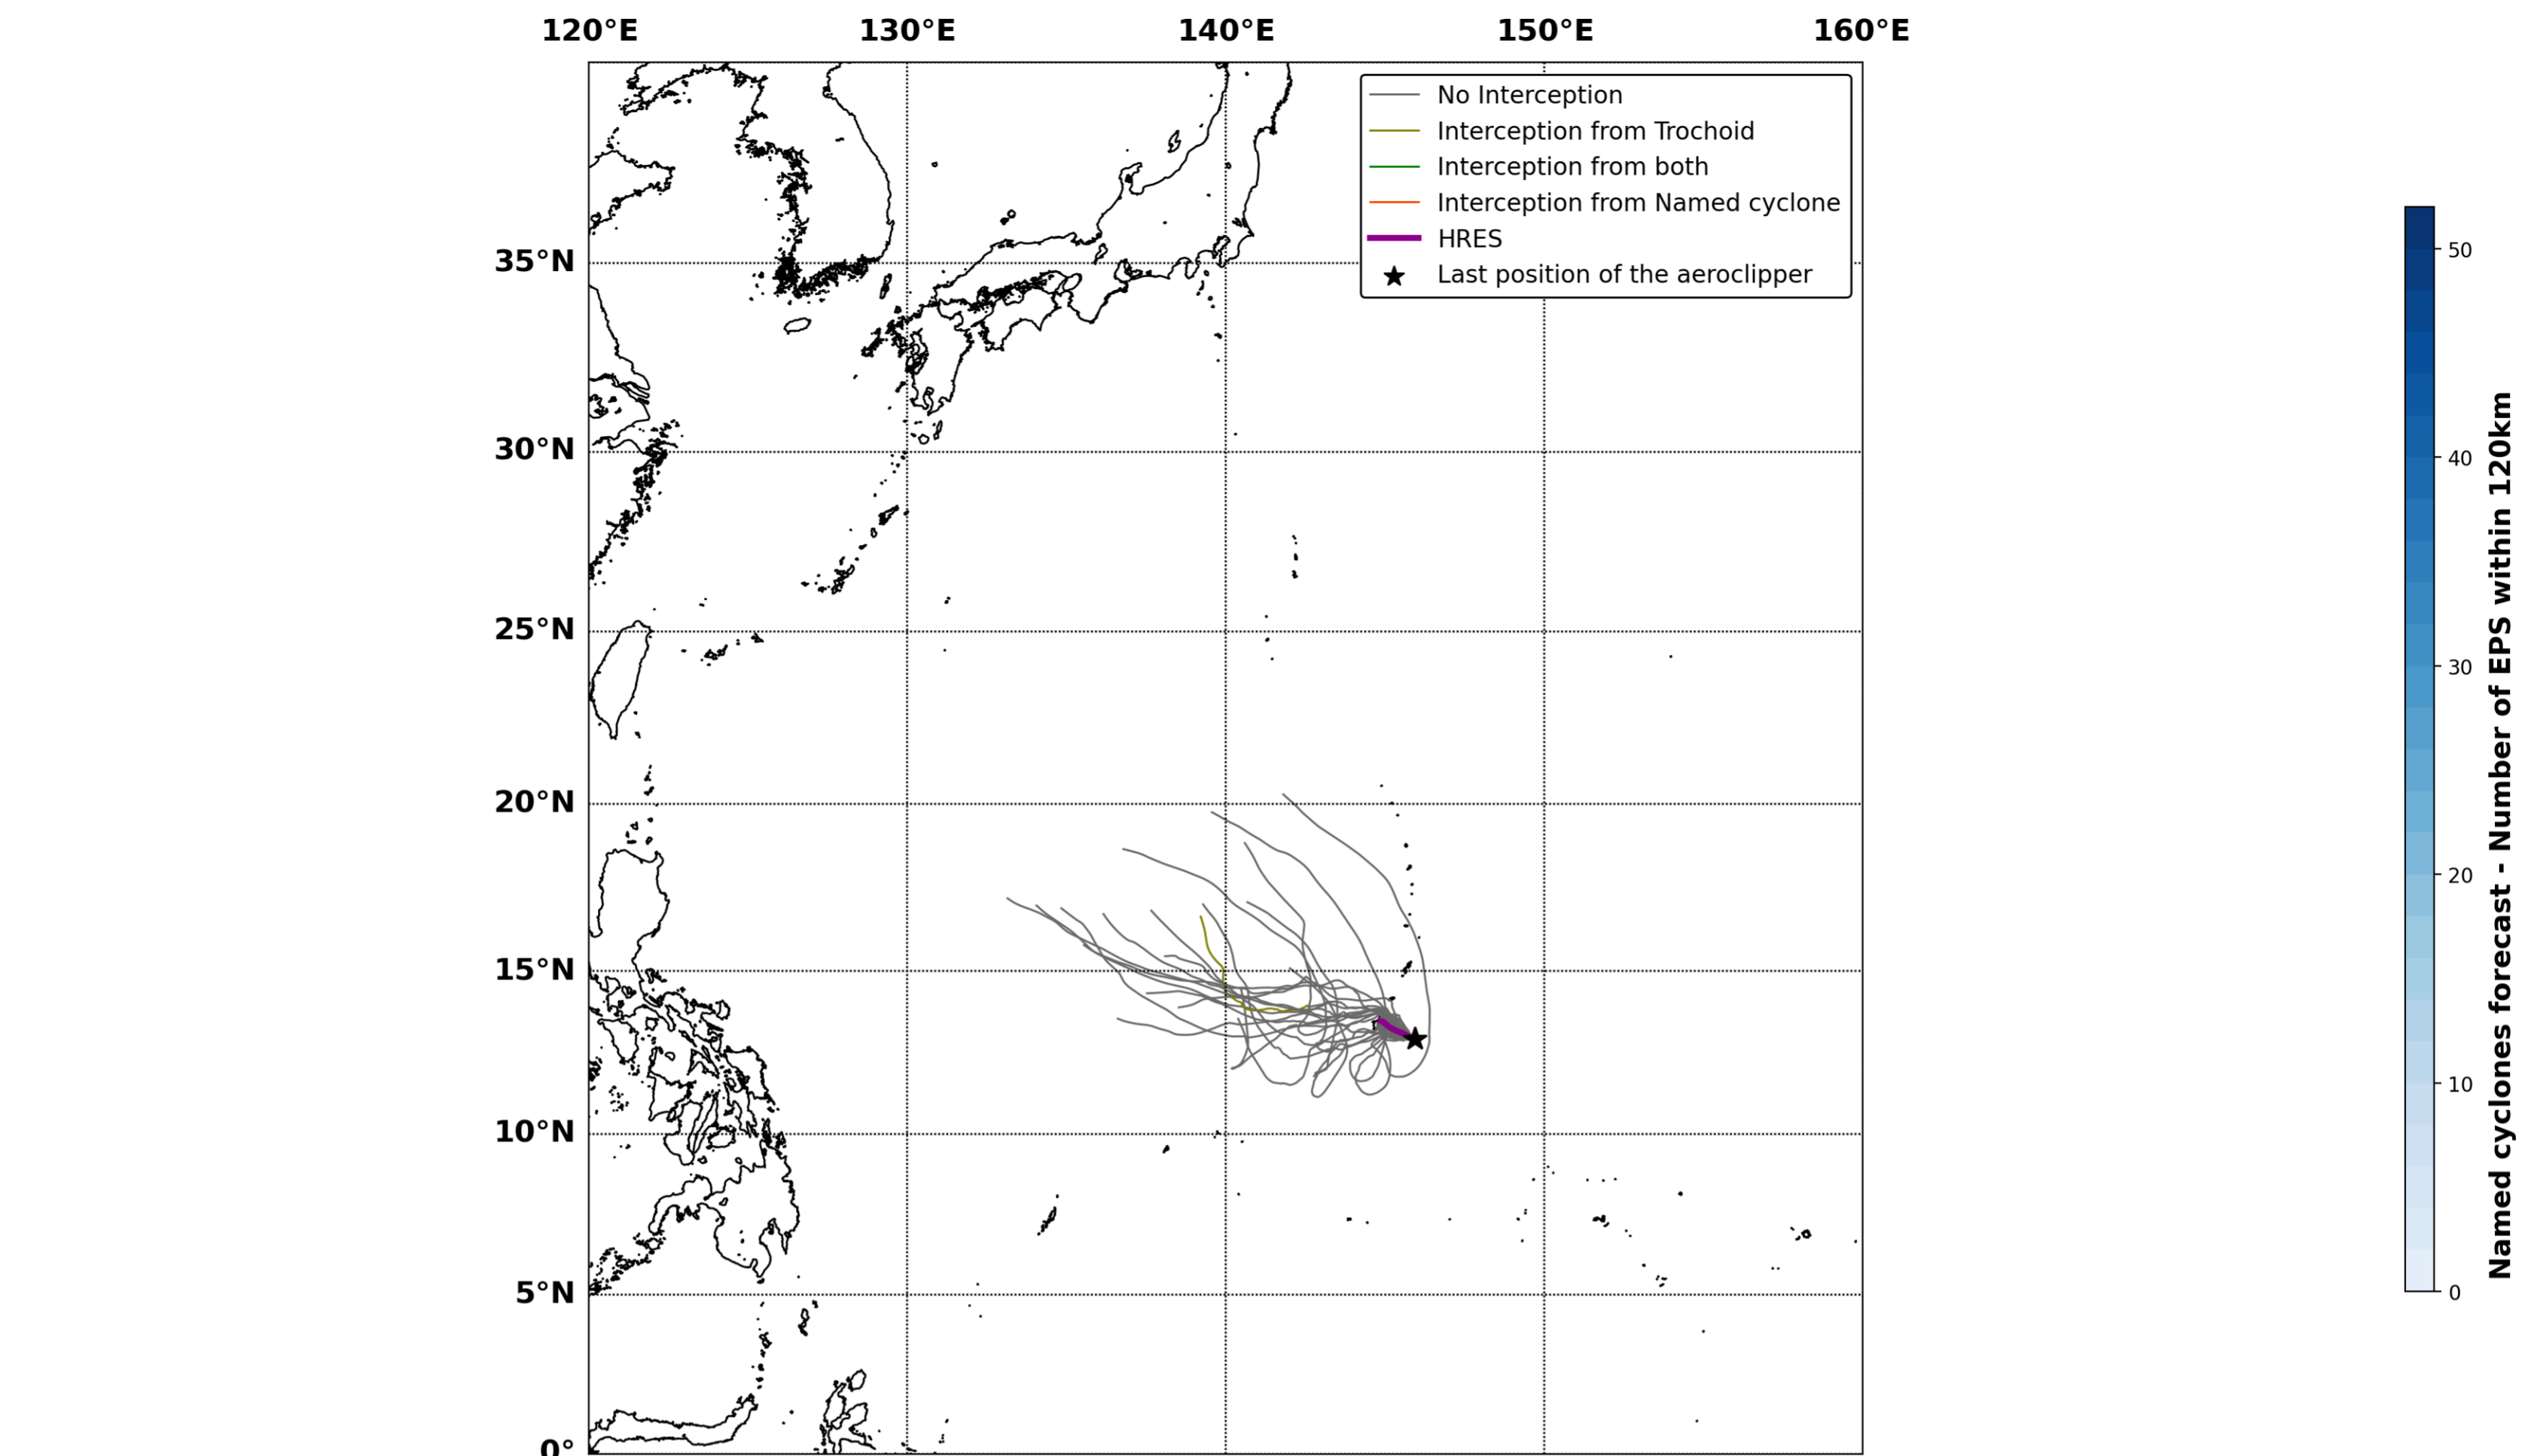 120°E 130°E 140°E 150°E 160°E
No Interception
Interception from Trochoid
Interception from both
Interception from Named cyclone
HRES
Last position of the aeroclipper
35°N
30°N
25°N
20°N
15°N
10°N
5°N
0°
50
40
30
20
10
0
Named cyclones forecast - Number of EPS within 120km